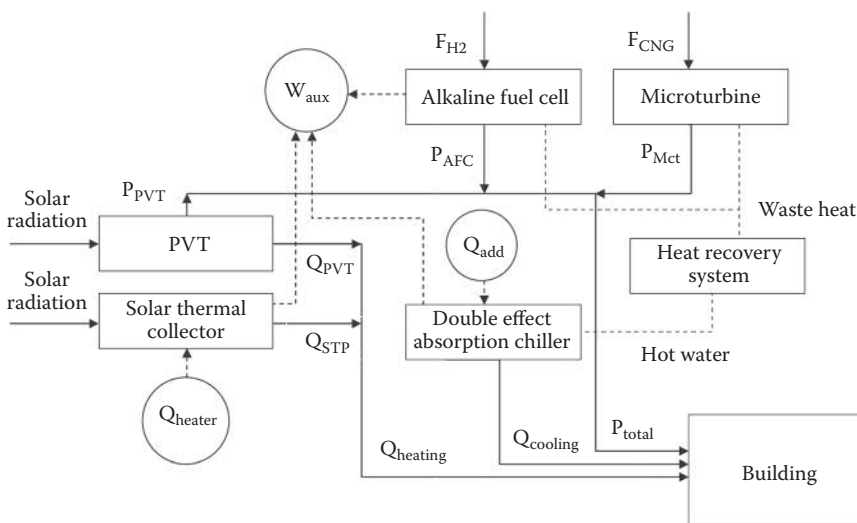 F_H2
F_CNG
W_aux
Alkaline fuel cell
Microturbine
P_AFC
P_Mct
Solar
radiation
P_PVT
Waste heat
PVT
Q_add
Heat recovery
system
Q_PVT
Solar
radiation
Solar thermal
collector
Double effect
absorption chiller
Q_STP
Hot water
Q_heater
Q_heating
Q_cooling
P_total
Building